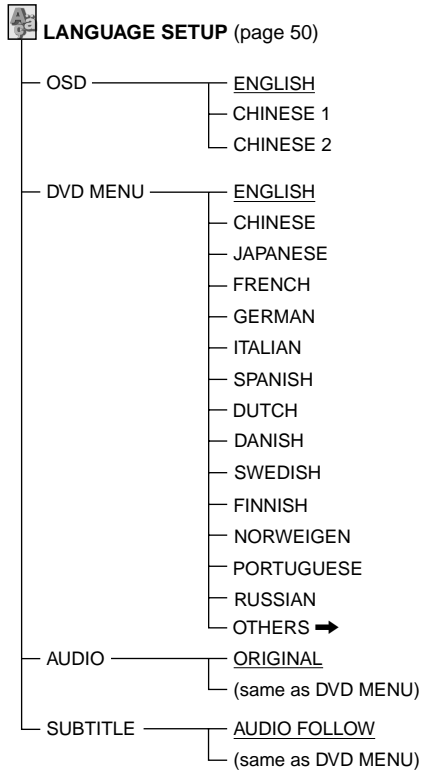 LANGUAGE SETUP (page 50)
OSD
ENGLISH
CHINESE 1
CHINESE 2
DVD MENU
ENGLISH
CHINESE
JAPANESE
FRENCH
GERMAN
ITALIAN
SPANISH
DUTCH
DANISH
SWEDISH
FINNISH
NORWEIGEN
PORTUGUESE
RUSSIAN
OTHERS ➡
AUDIO
ORIGINAL
(same as DVD MENU)
SUBTITLE
AUDIO FOLLOW
(same as DVD MENU)